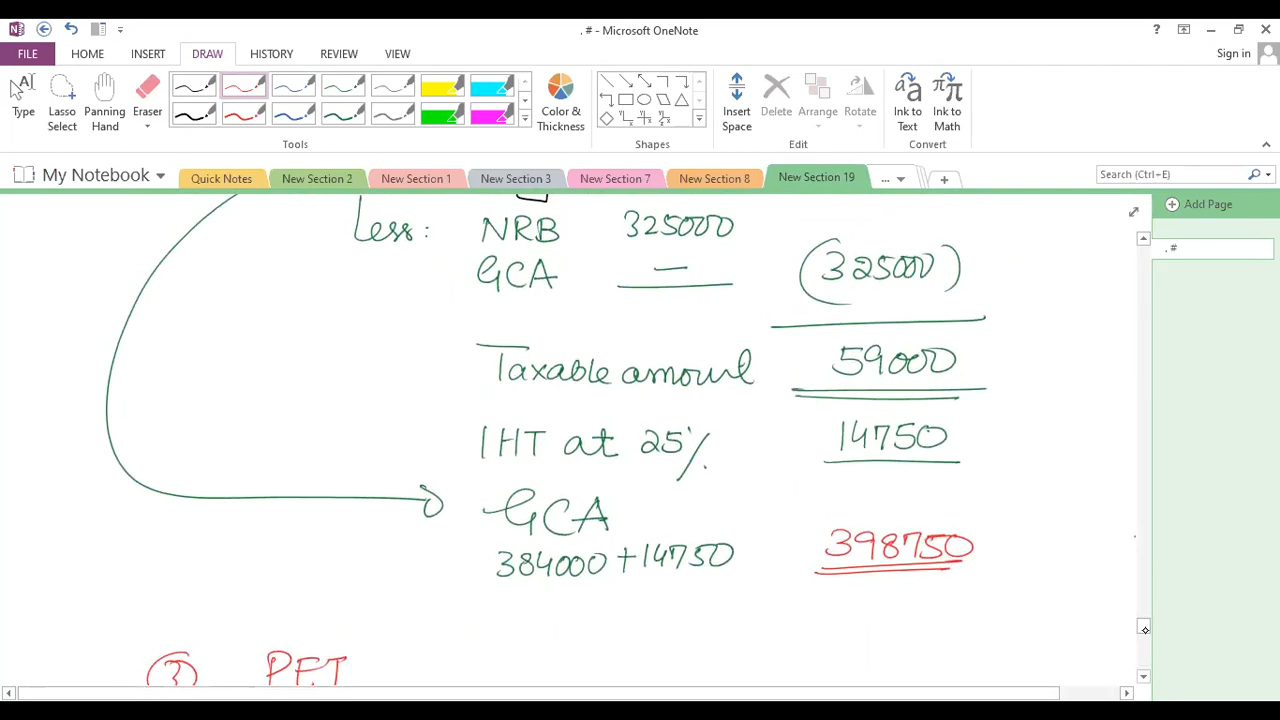 . # - Microsoft OneNote
Sign in
FILE HOME INSERT DRAW HISTORY REVIEW VIEW
Type
Lasso Select
Panning Hand
Eraser
Color & Thickness
Insert Space
Delete
Arrange
Rotate
Ink to Text
Ink to Math
Tools
Shapes
Edit
Convert
My Notebook
Quick Notes
New Section 2
New Section 1
New Section 3
New Section 7
New Section 8
New Section 19
...
Search (Ctrl+E)
Add Page
. #
Less: NRB 325000
GCA — (325000)
Taxable amount 59000
IHT at 25% 14750
GCA
384000+14750 398750
③ PET